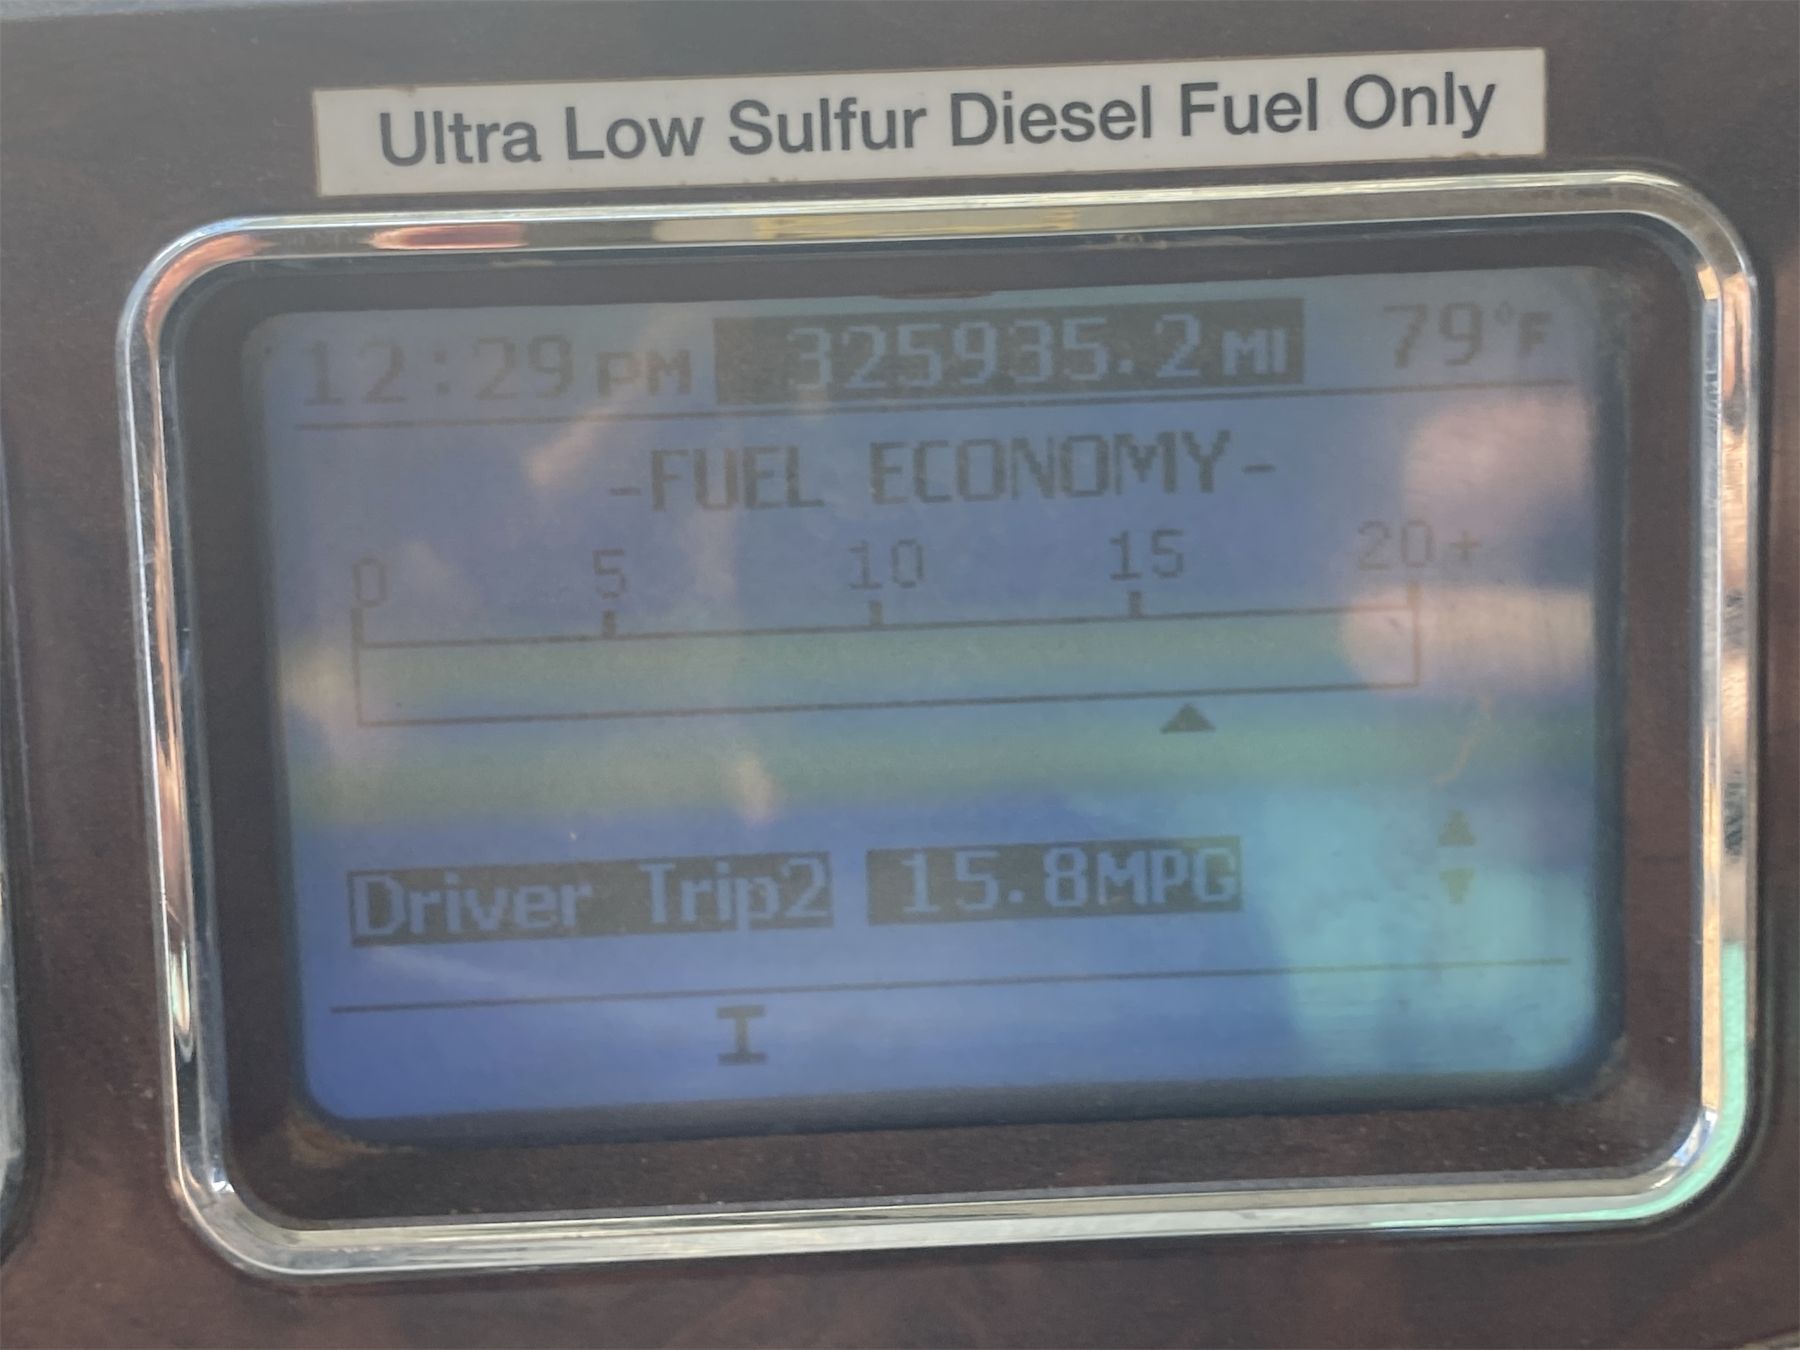 Ultra Low Sulfur Diesel Fuel Only
12:29 PM 325935.2 MI 79°F
-FUEL ECONOMY-
0 5 10 15 20+
Driver Trip2 15.8MPG
I